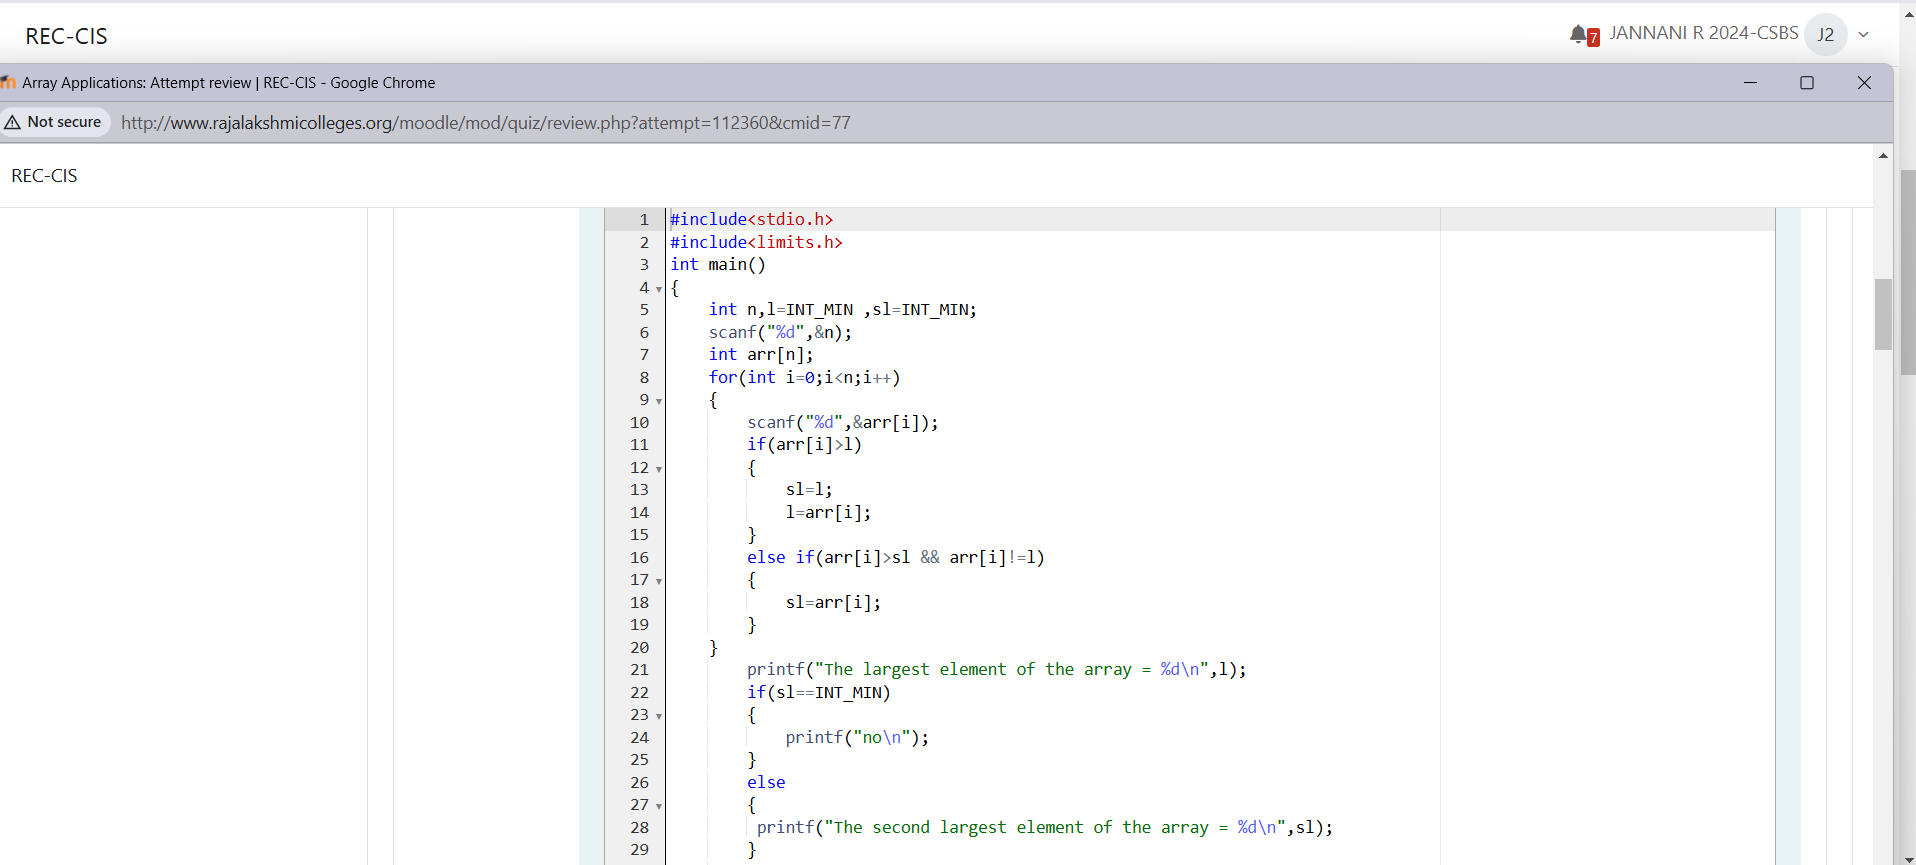 REC-CIS
7 JANNANI R 2024-CSBS J2
Array Applications: Attempt review | REC-CIS - Google Chrome
Not secure http://www.rajalakshmicolleges.org/moodle/mod/quiz/review.php?attempt=112360&cmid=77
REC-CIS
1 #include<stdio.h>
2 #include<limits.h>
3 int main()
4 {
5 int n,l=INT_MIN ,sl=INT_MIN;
6 scanf("%d",&n);
7 int arr[n];
8 for(int i=0;i<n;i++)
9 {
10 scanf("%d",&arr[i]);
11 if(arr[i]>l)
12 {
13 sl=l;
14 l=arr[i];
15 }
16 else if(arr[i]>sl && arr[i]!=l)
17 {
18 sl=arr[i];
19 }
20 }
21 printf("The largest element of the array = %d\n",l);
22 if(sl==INT_MIN)
23 {
24 printf("no\n");
25 }
26 else
27 {
28 printf("The second largest element of the array = %d\n",sl);
29 }